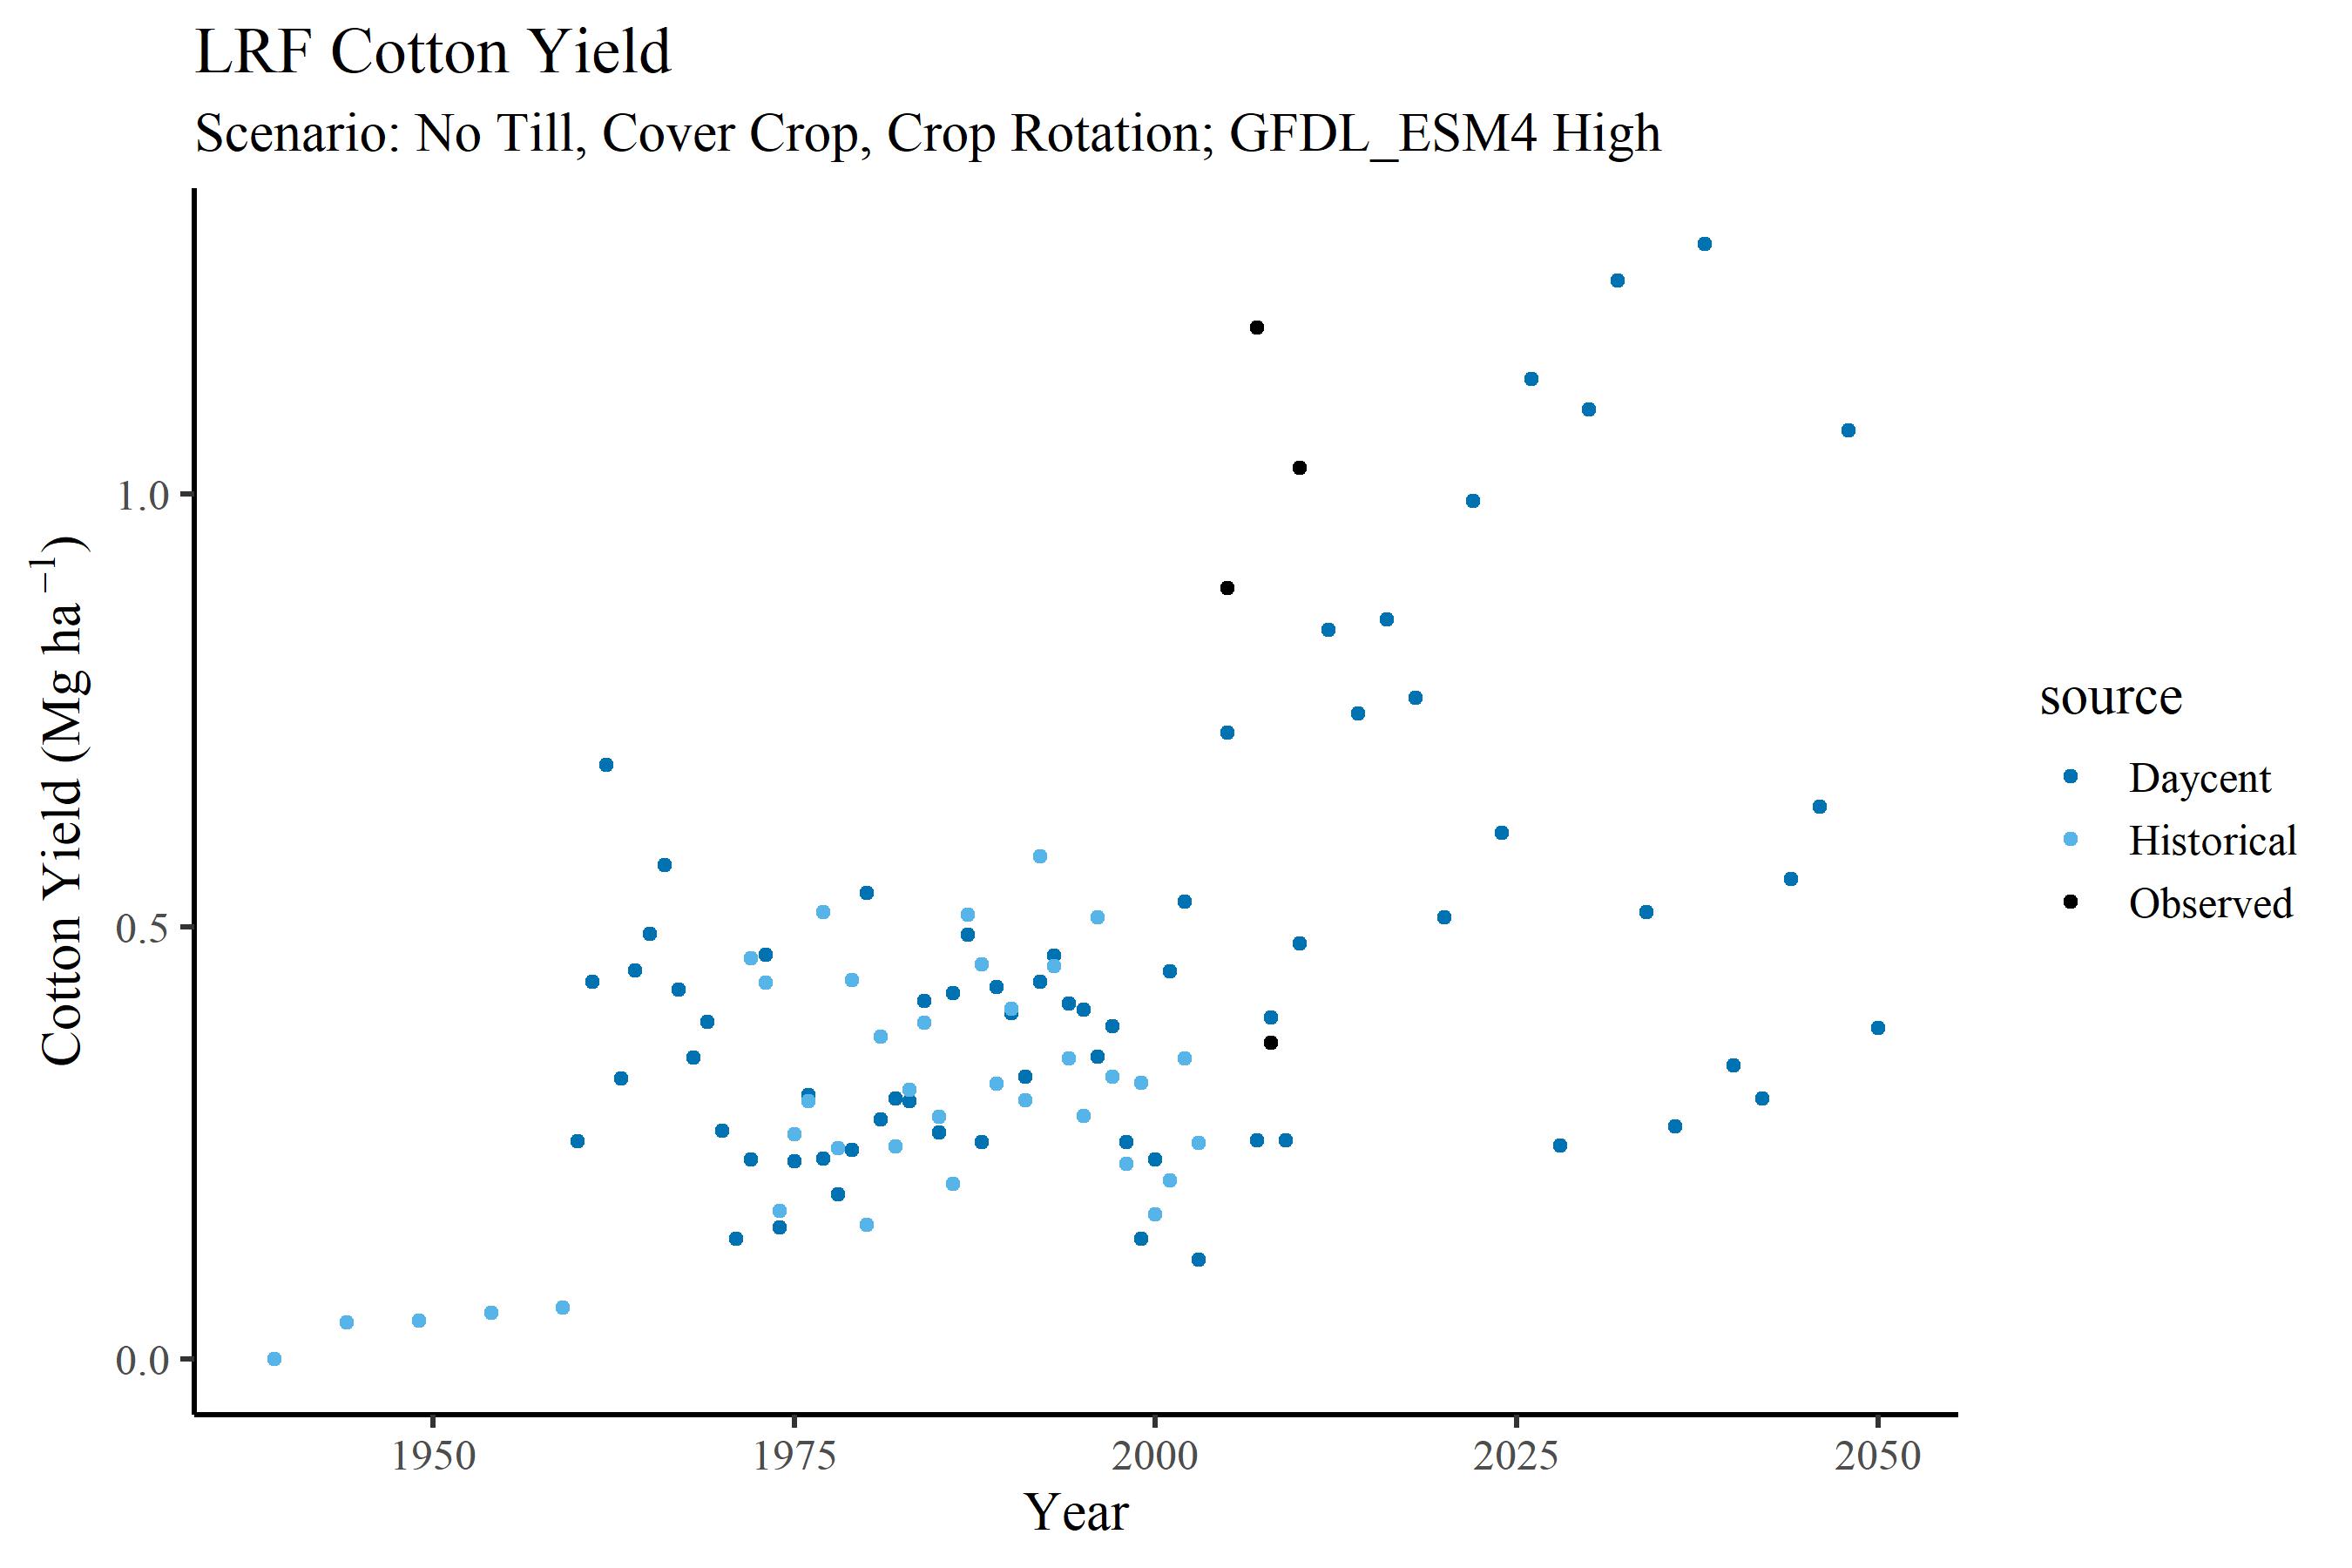 LRF Cotton Yield
Scenario: No Till, Cover Crop, Crop Rotation; GFDL_ESM4 High
Cotton Yield (Mg ha⁻¹)
1.0
0.5
0.0
1950 1975 2000 2025 2050
Year
source
Daycent
Historical
Observed